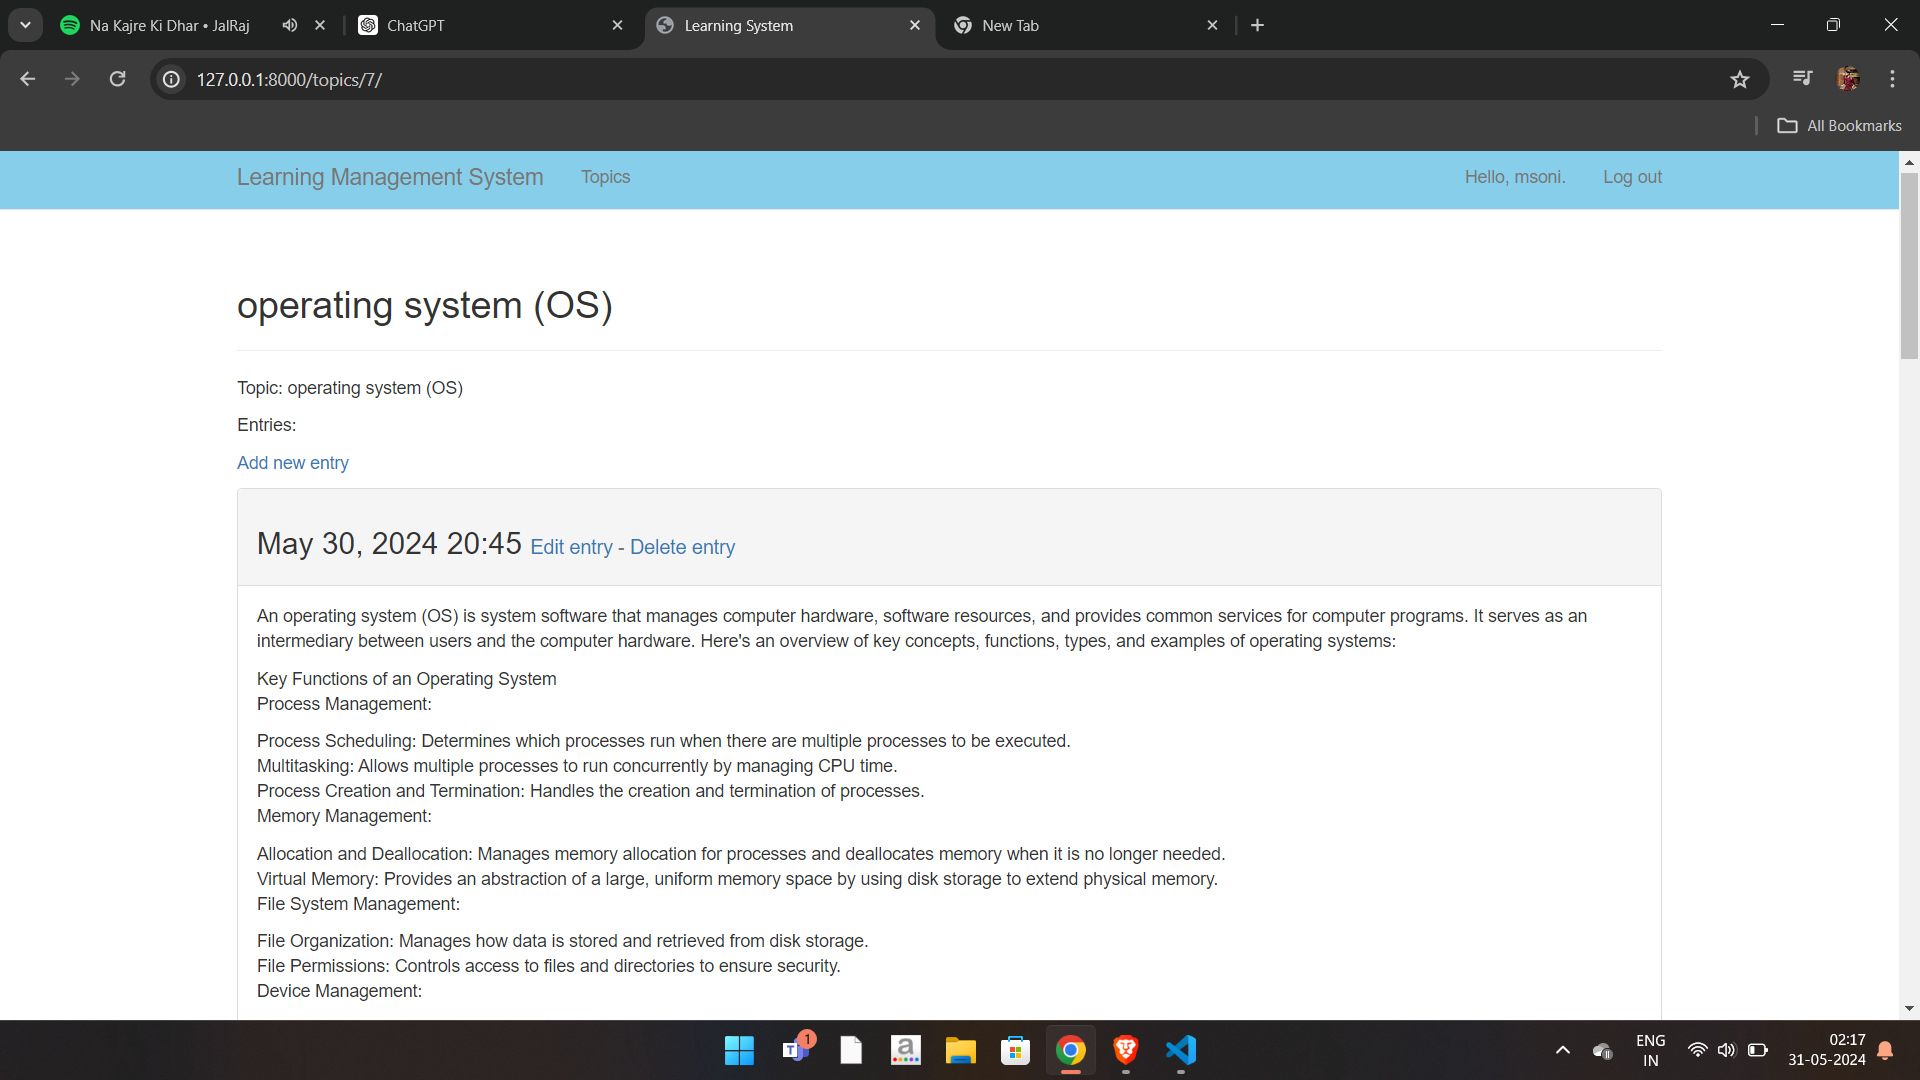 Na Kajre Ki Dhar • JalRaj
ChatGPT
Learning System
New Tab
127.0.0.1:8000/topics/7/
All Bookmarks
Learning Management System
Topics
Hello, msoni.
Log out
operating system (OS)
Topic: operating system (OS)
Entries:
Add new entry
May 30, 2024 20:45 Edit entry - Delete entry
An operating system (OS) is system software that manages computer hardware, software resources, and provides common services for computer programs. It serves as an
intermediary between users and the computer hardware. Here's an overview of key concepts, functions, types, and examples of operating systems:
Key Functions of an Operating System
Process Management:
Process Scheduling: Determines which processes run when there are multiple processes to be executed.
Multitasking: Allows multiple processes to run concurrently by managing CPU time.
Process Creation and Termination: Handles the creation and termination of processes.
Memory Management:
Allocation and Deallocation: Manages memory allocation for processes and deallocates memory when it is no longer needed.
Virtual Memory: Provides an abstraction of a large, uniform memory space by using disk storage to extend physical memory.
File System Management:
File Organization: Manages how data is stored and retrieved from disk storage.
File Permissions: Controls access to files and directories to ensure security.
Device Management:
T
1
a
ENG
IN
02:17
31-05-2024